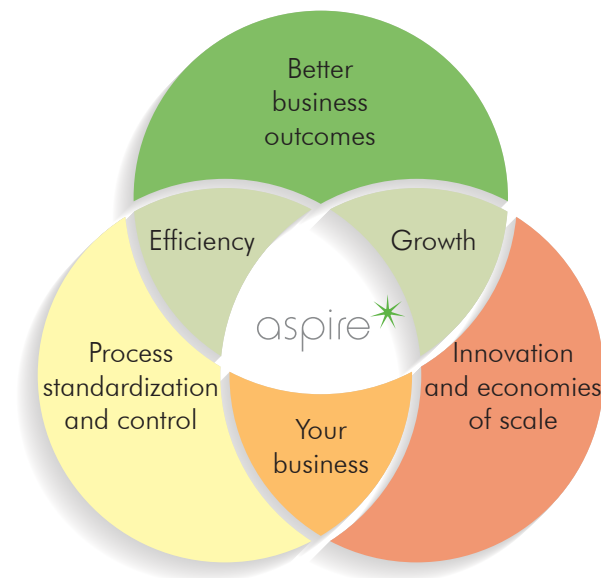 Better
business
outcomes
Efficiency
Growth
aspire
Process
standardization
and control
Innovation
and economies
of scale
Your
business